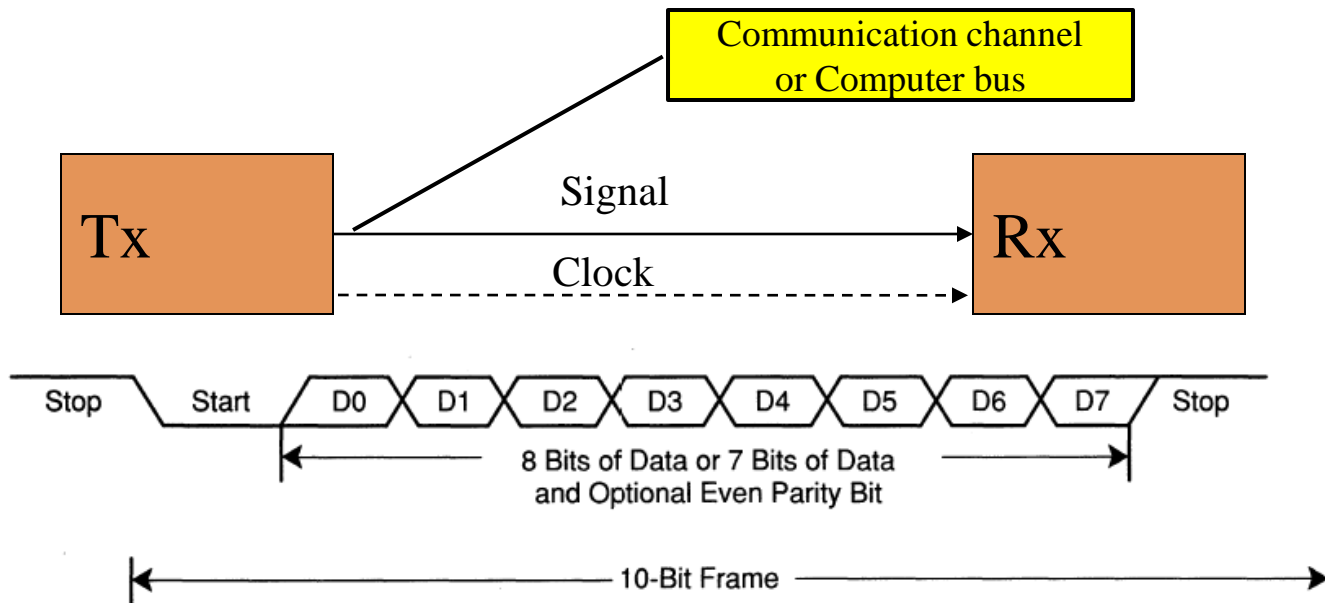 Communication channel
or Computer bus
Tx
Signal
Rx
Clock
Stop Start D0 D1 D2 D3 D4 D5 D6 D7 Stop
8 Bits of Data or 7 Bits of Data
and Optional Even Parity Bit
10-Bit Frame